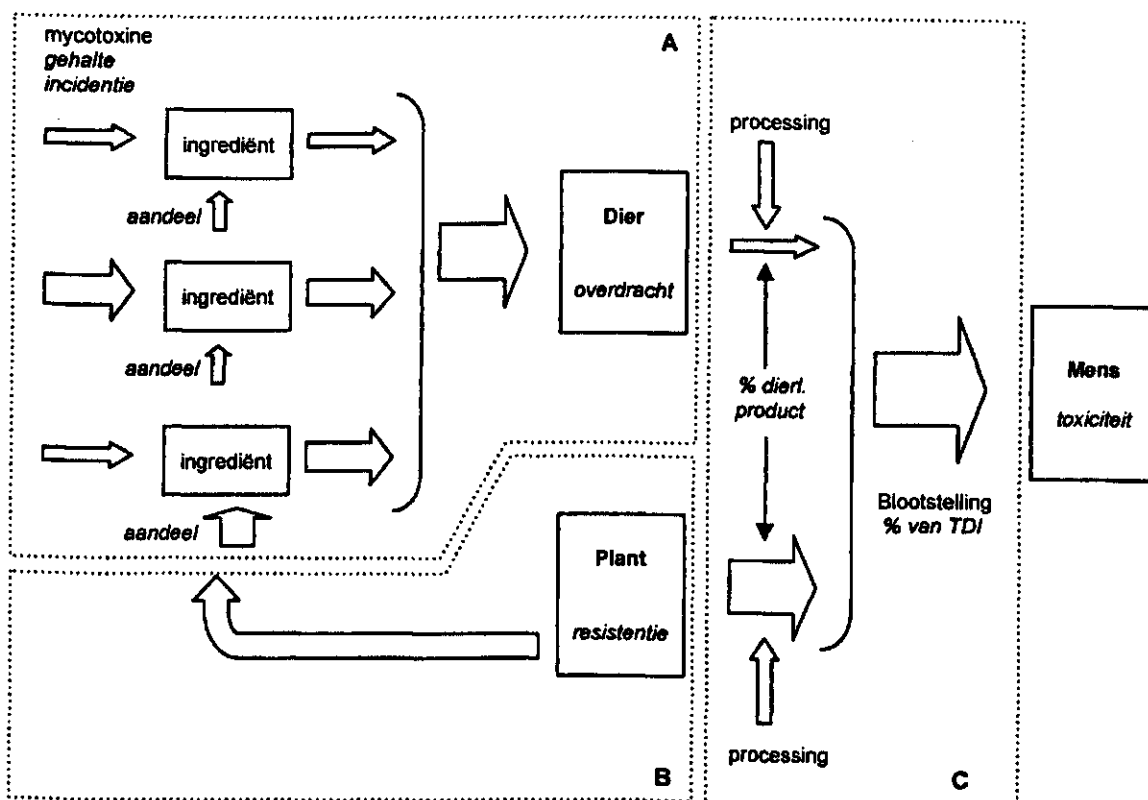 A
mycotoxine
gehalte
incidentie
ingrediënt
aandeel
ingrediënt
aandeel
ingrediënt
aandeel
Dier
overdracht
Plant
resistentie
B
processing
% dierl.
product
processing
Blootstelling
% van TDI
C
Mens
toxiciteit